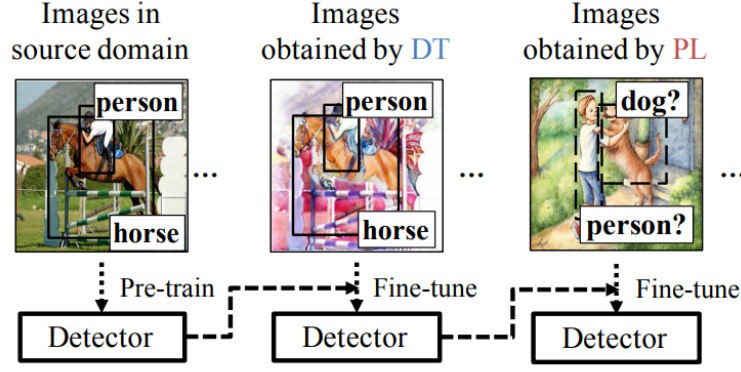 Images in
source domain
Images
obtained by DT
Images
obtained by PL
person
horse
...
person
horse
...
dog?
person?
...
Pre-train
Fine-tune
Fine-tune
Detector
Detector
Detector